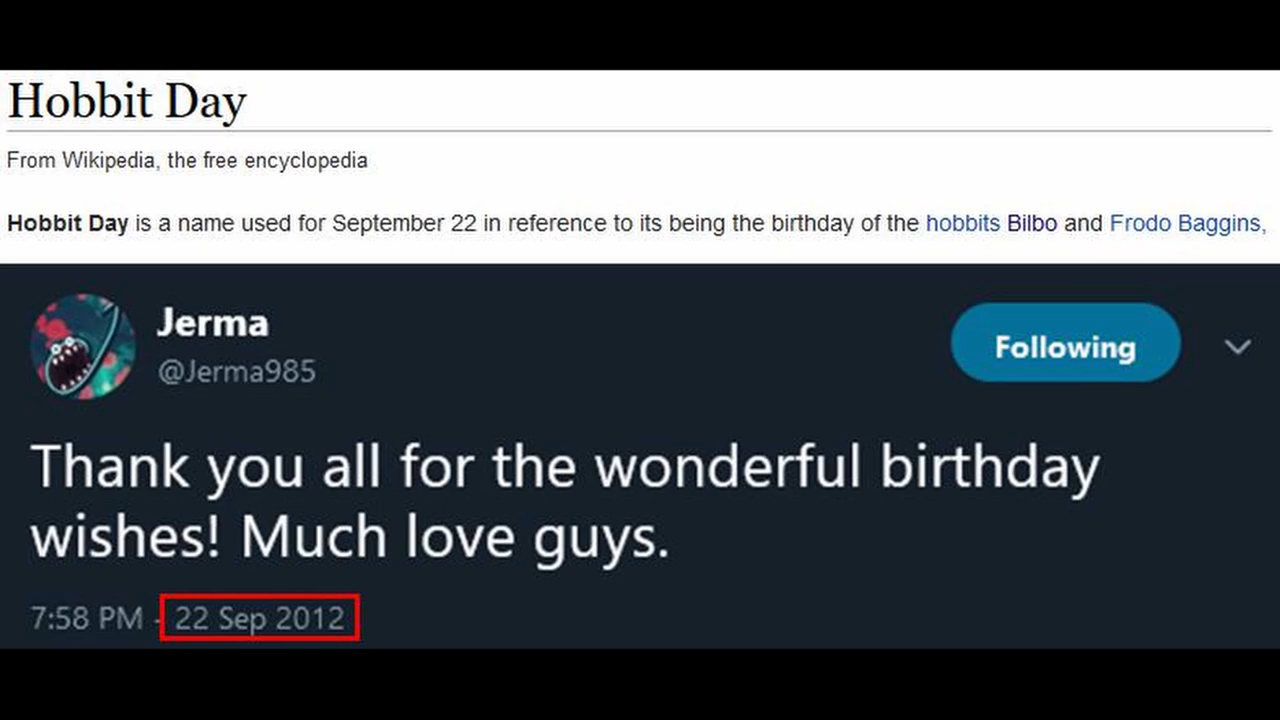 Hobbit Day
From Wikipedia, the free encyclopedia
Hobbit Day is a name used for September 22 in reference to its being the birthday of the hobbits Bilbo and Frodo Baggins,
Jerma
@Jerma985
Following
Thank you all for the wonderful birthday
wishes! Much love guys.
7:58 PM - 22 Sep 2012